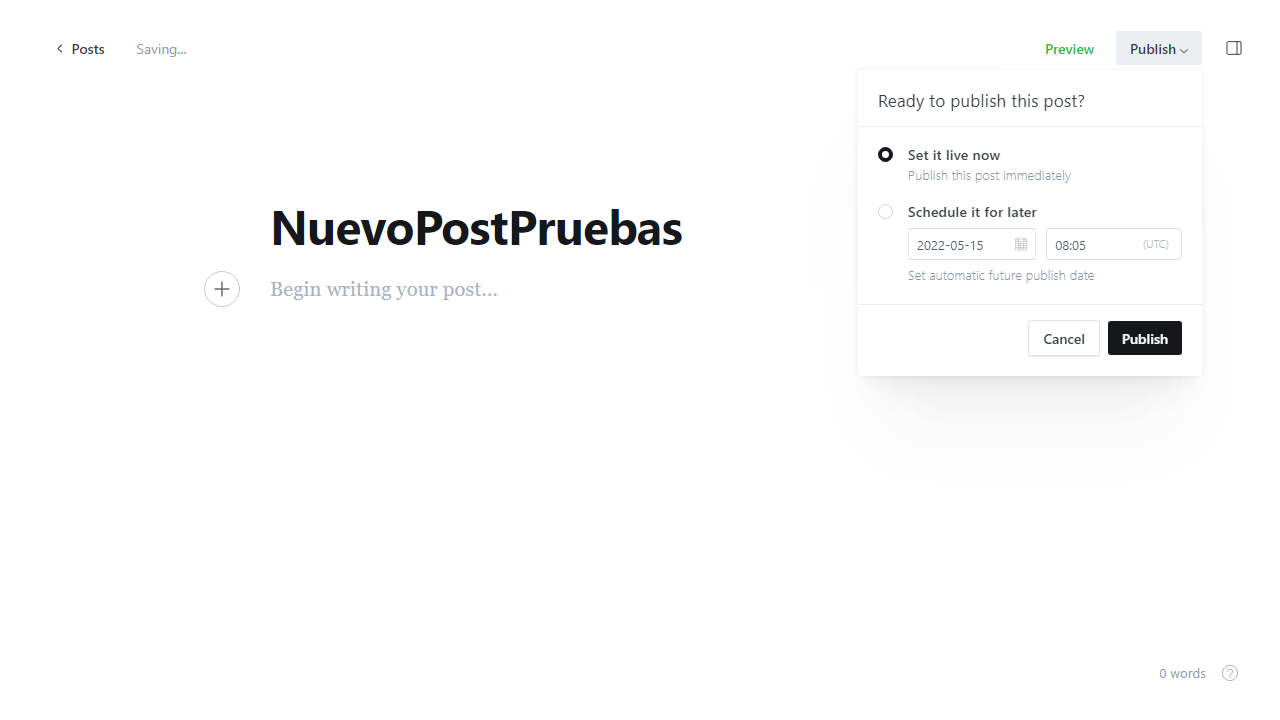 Posts
Saving...
Preview
Publish
Ready to publish this post?
Set it live now
Publish this post immediately
Schedule it for later
2022-05-15
08:05
(UTC)
Set automatic future publish date
Cancel
Publish
NuevoPostPruebas
Begin writing your post...
0 words
?